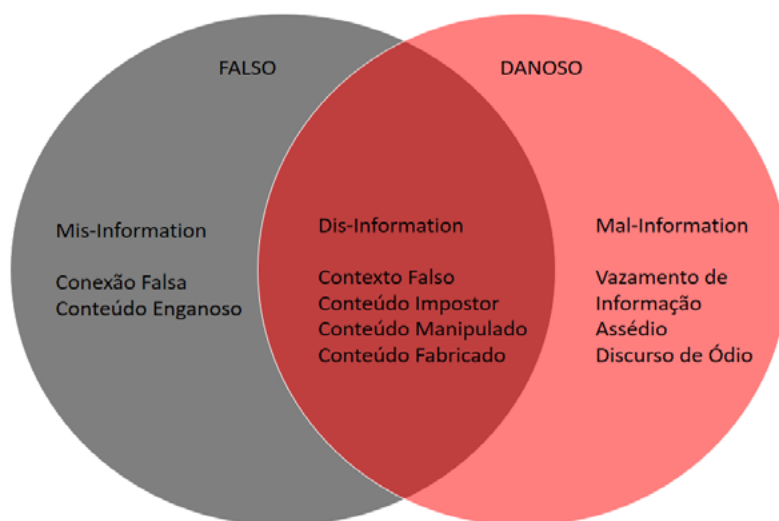 FALSO
DANOSO
Mis-Information
Conexão Falsa
Conteúdo Enganoso
Dis-Information
Contexto Falso
Conteúdo Impostor
Conteúdo Manipulado
Conteúdo Fabricado
Mal-Information
Vazamento de
Informação
Assédio
Discurso de Ódio